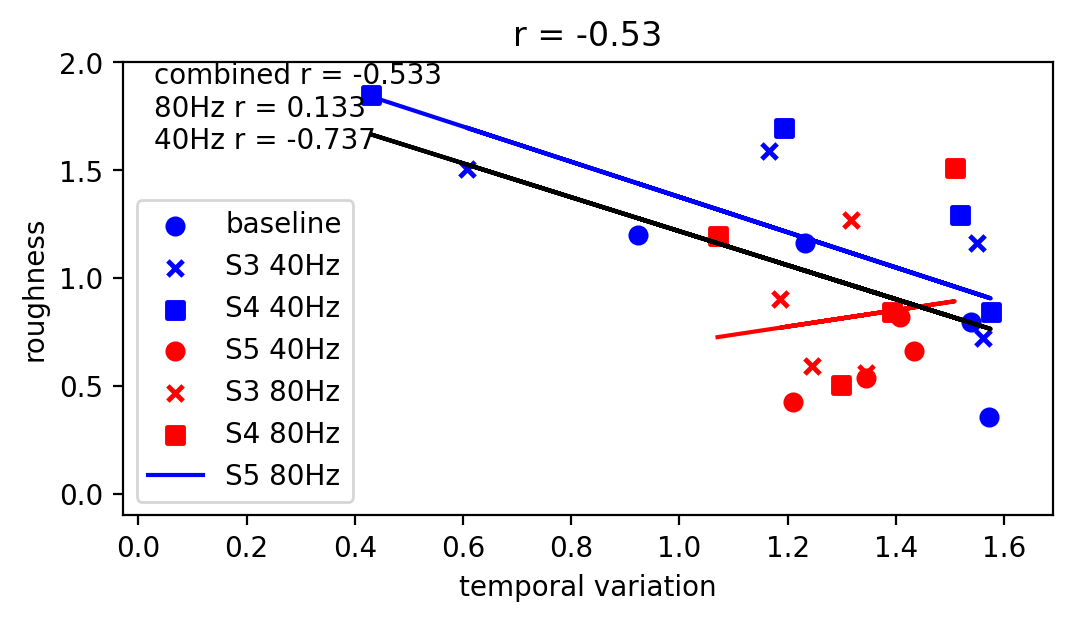 r = -0.53
combined r = -0.533
80Hz r = 0.133
40Hz r = -0.737
baseline
S3 40Hz
S4 40Hz
S5 40Hz
S3 80Hz
S4 80Hz
S5 80Hz
roughness
2.0
1.5
1.0
0.5
0.0
0.0 0.2 0.4 0.6 0.8 1.0 1.2 1.4 1.6
temporal variation